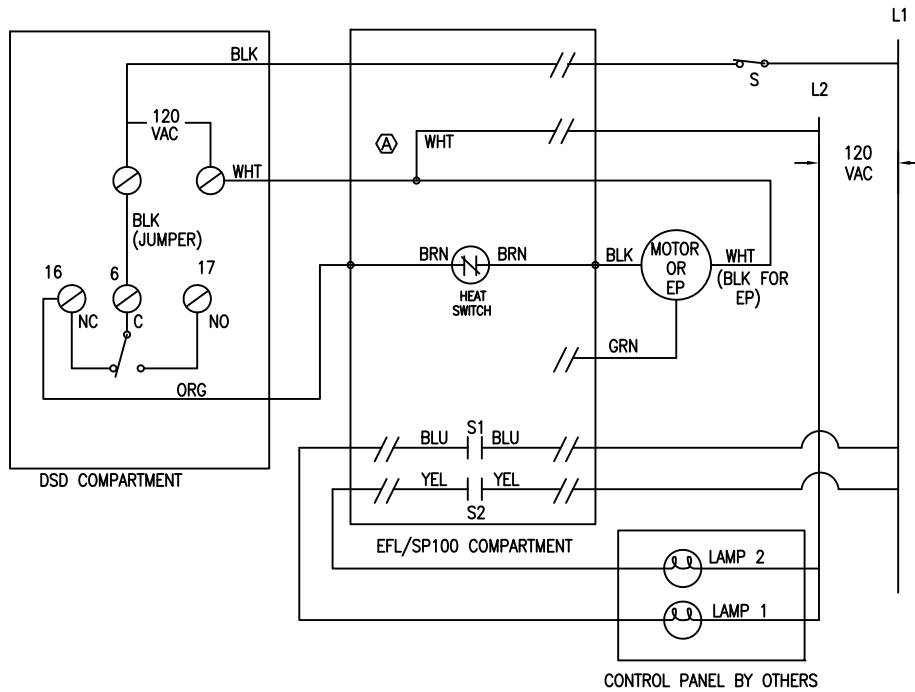 L1
BLK
S
L2
120
VAC
A
WHT
120
VAC
WHT
BLK
(JUMPER)
BRN
BRN
BLK
MOTOR
OR
EP
WHT
(BLK FOR
EP)
16
6
17
HEAT
SWITCH
NC
C
NO
GRN
ORG
S1
BLU
BLU
YEL
YEL
S2
DSD COMPARTMENT
EFL/SP100 COMPARTMENT
LAMP 2
LAMP 1
CONTROL PANEL BY OTHERS